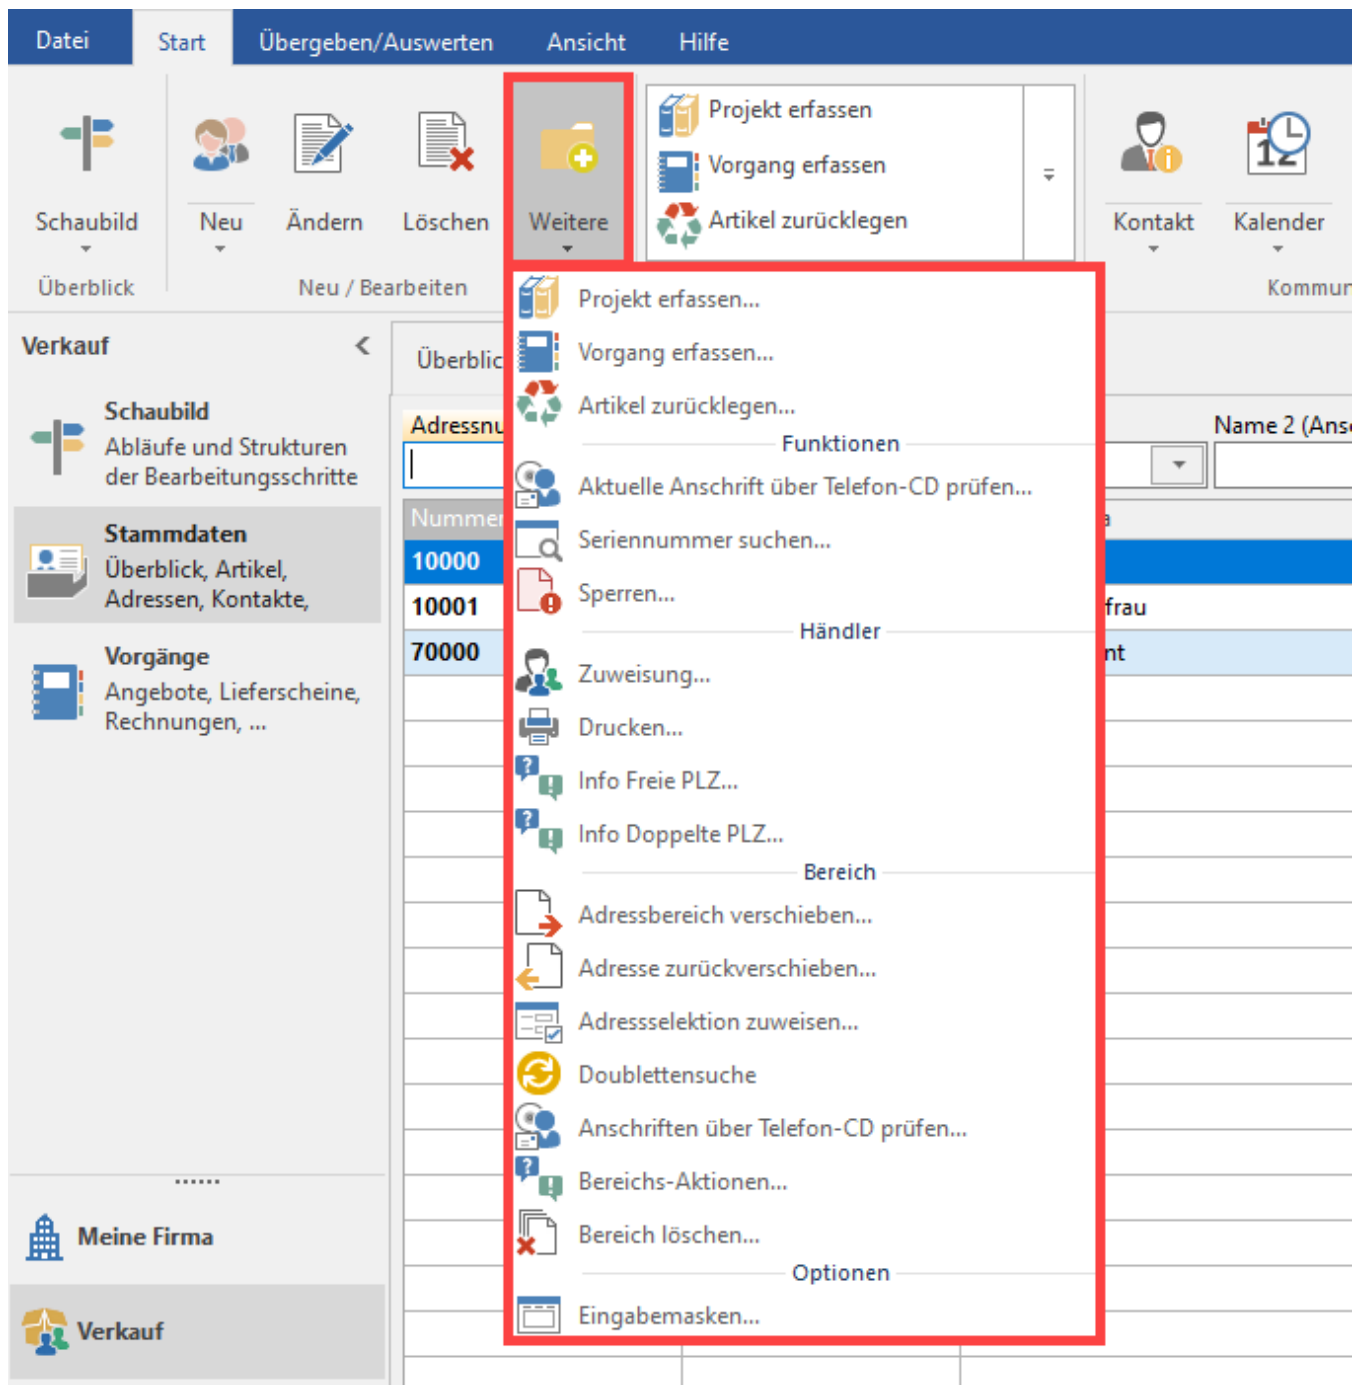 Datei Start Übergeben/Auswerten Ansicht Hilfe
Projekt erfassen
Vorgang erfassen
Artikel zurücklegen
Schaubild Neu Ändern Löschen Weitere Kontakt Kalender
12
Überblick Neu / Bearbeiten
Verkauf
Schaubild
Abläufe und Strukturen
der Bearbeitungsschritte
Stammdaten
Überblick, Artikel,
Adressen, Kontakte,
Vorgänge
Angebote, Lieferscheine,
Rechnungen, ...
Meine Firma
Verkauf
Name 2
10000
10001
70000
Projekt erfassen...
Vorgang erfassen...
Artikel zurücklegen...
Funktionen
Aktuelle Anschrift über Telefon-CD prüfen...
Seriennummer suchen...
Sperren...
Händler
Zuweisung...
Drucken...
Info Freie PLZ...
Info Doppelte PLZ...
Bereich
Adressbereich verschieben...
Adresse zurückverschieben...
Adressselektion zuweisen...
Doublettensuche
Anschriften über Telefon-CD prüfen...
Bereichs-Aktionen...
Bereich löschen...
Optionen
Eingabemasken...